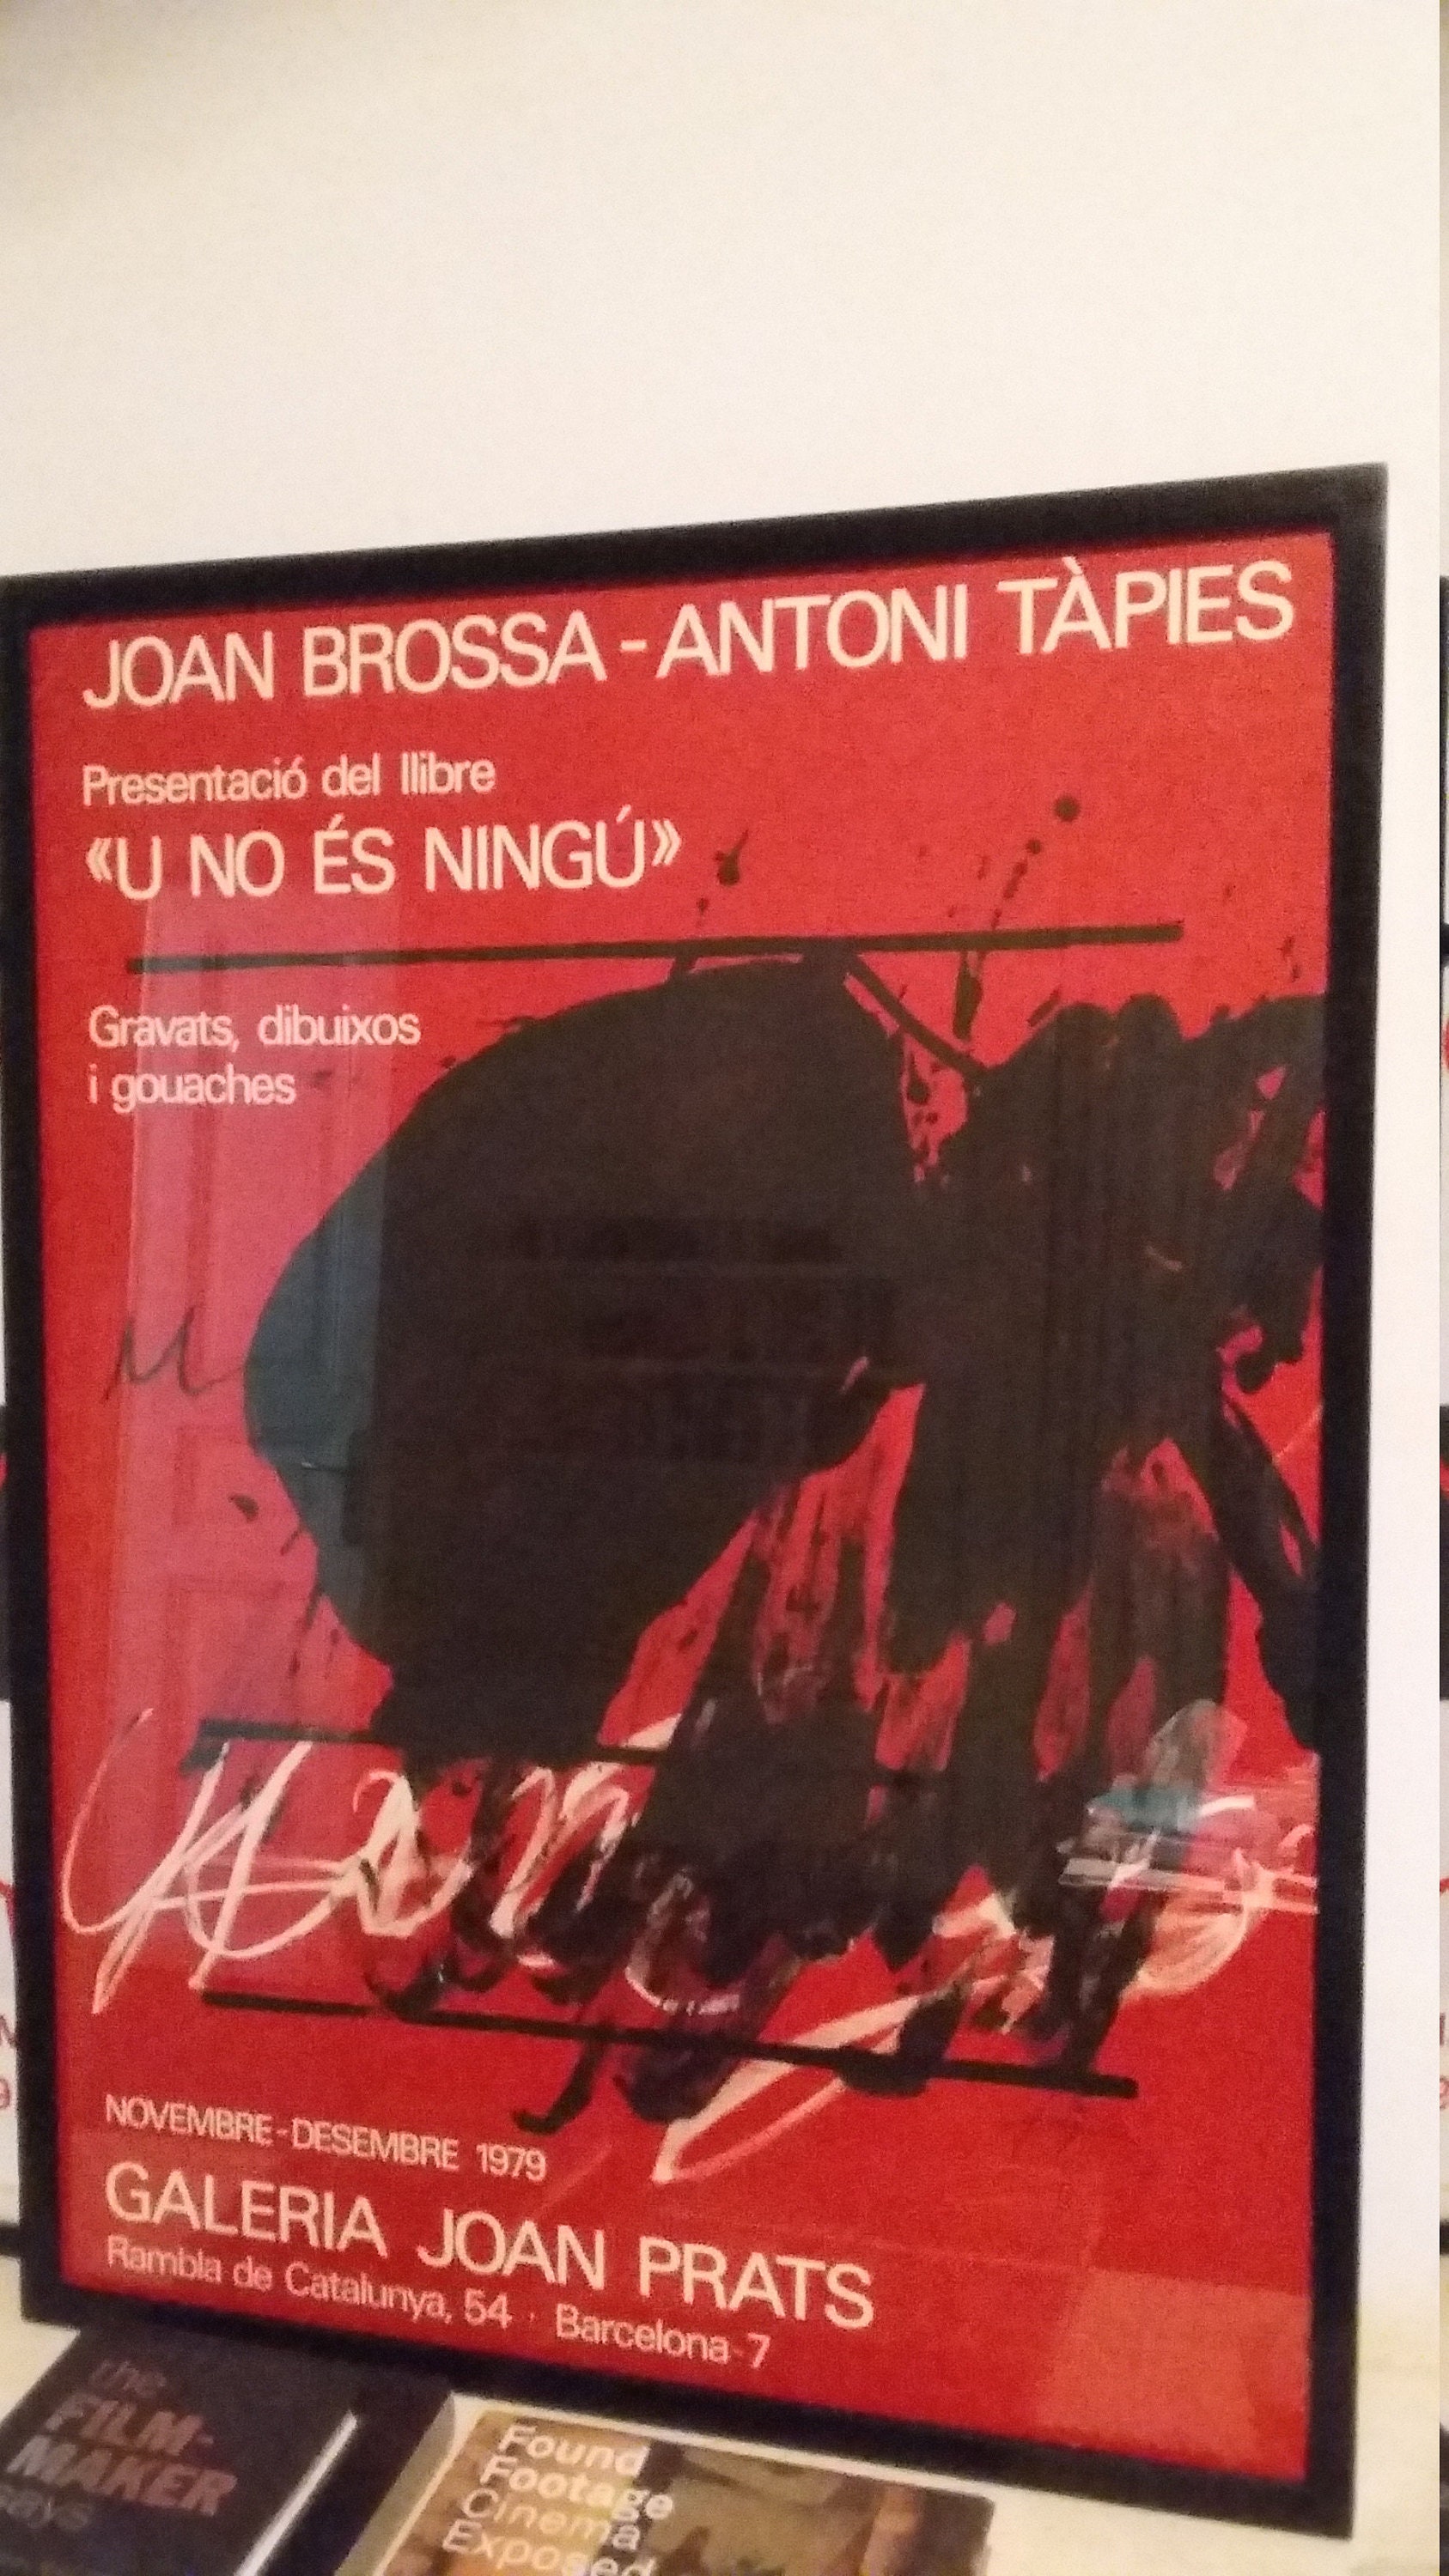 JOAN BROSSA - ANTONI TÀPIES
Presentació del llibre
«U NO ÉS NINGÚ»
Gravats, dibuixos
i gouaches
NOVEMBRE - DESEMBRE 1979
GALERIA JOAN PRATS
Rambla de Catalunya, 54 · Barcelona-7
the
FILM-
MAKER
says
Found
Footage
Cinema
Exposed